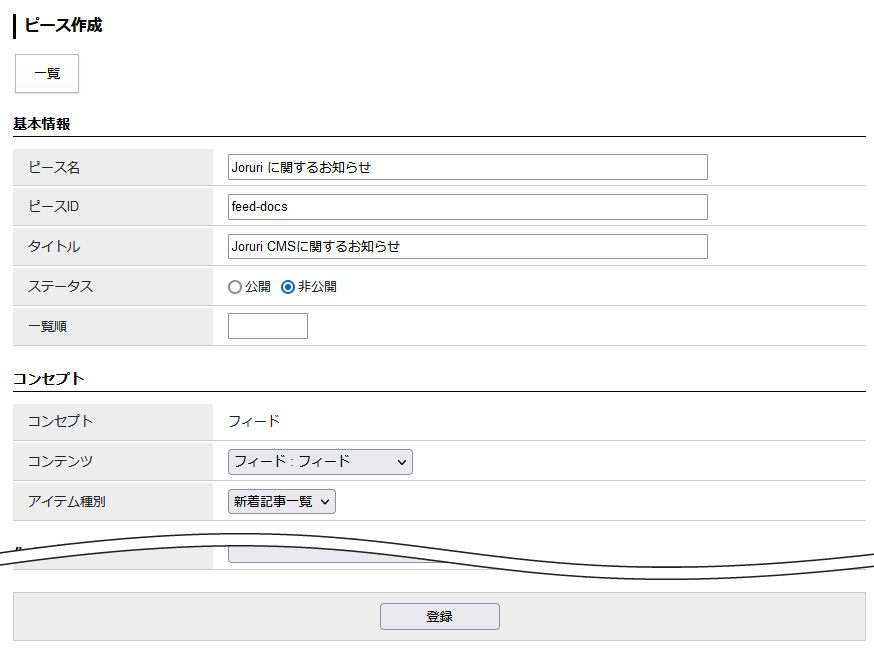 ピース作成
一覧
基本情報
ピース名 Joruri に関するお知らせ
ピースID feed-docs
タイトル Joruri CMSに関するお知らせ
ステータス 公開 非公開
一覧順
コンセプト
コンセプト フィード
コンテンツ フィード : フィード
アイテム種別 新着記事一覧
登録